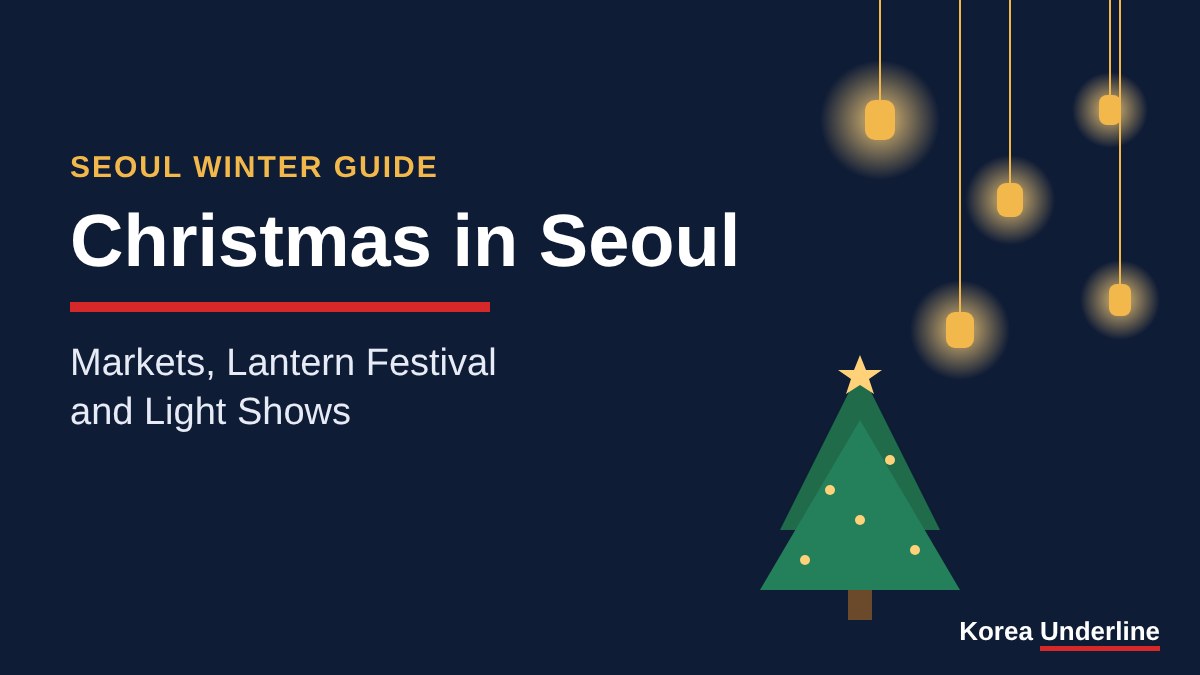 SEOUL WINTER GUIDE
Christmas in Seoul
Markets, Lantern Festival
and Light Shows
Korea Underline